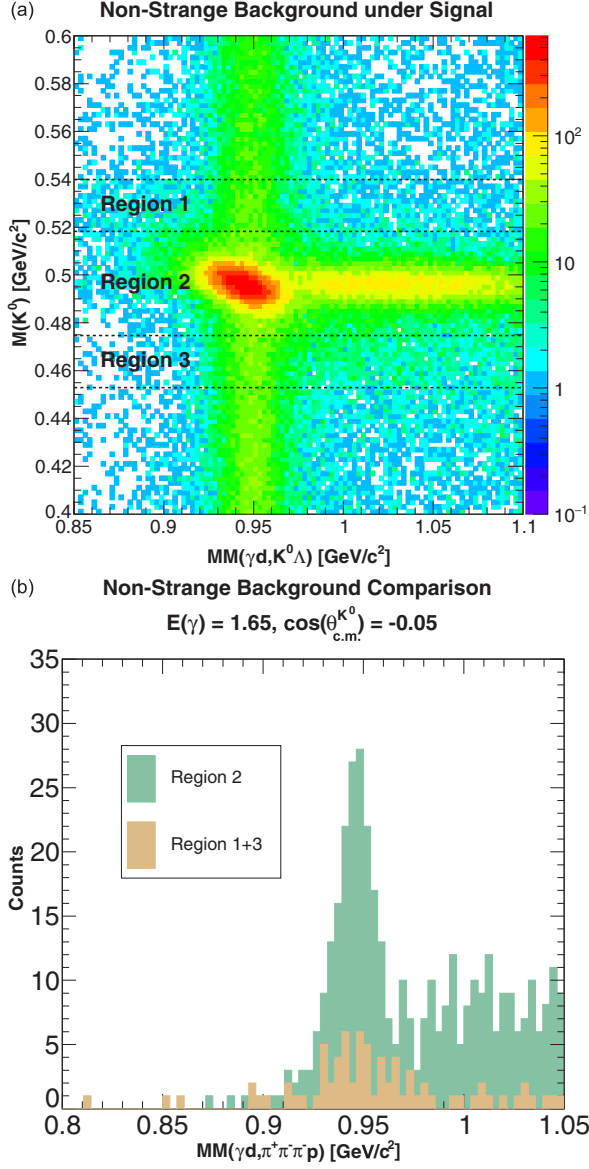 (a) Non-Strange Background under Signal
M(K⁰) [GeV/c²]
0.6
0.58
0.56
0.54
0.52
0.5
0.48
0.46
0.44
0.42
0.4
Region 1
Region 2
Region 3
10²
10
1
10⁻¹
0.85 0.9 0.95 1 1.05 1.1
MM(γd,K⁰Λ) [GeV/c²]
(b) Non-Strange Background Comparison
E(γ) = 1.65, cos(θ^{K⁰}_{c.m.}) = -0.05
Counts
35
30
25
20
15
10
5
0
Region 2
Region 1+3
0.8 0.85 0.9 0.95 1 1.05
MM(γd,π⁺π⁻π⁻p) [GeV/c²]